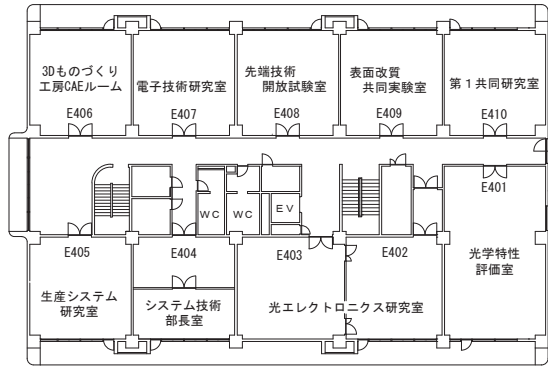 3Dものづくり
工房CAEルーム
E406
電子技術研究室
E407
先端技術
開放試験室
E408
表面改質
共同実験室
E409
第１共同研究室
E410
E401
光学特性
評価室
ＷＣ
ＷＣ
ＥＶ
E405
生産システム
研究室
E404
システム技術
部長室
E403
E402
光エレクトロニクス研究室